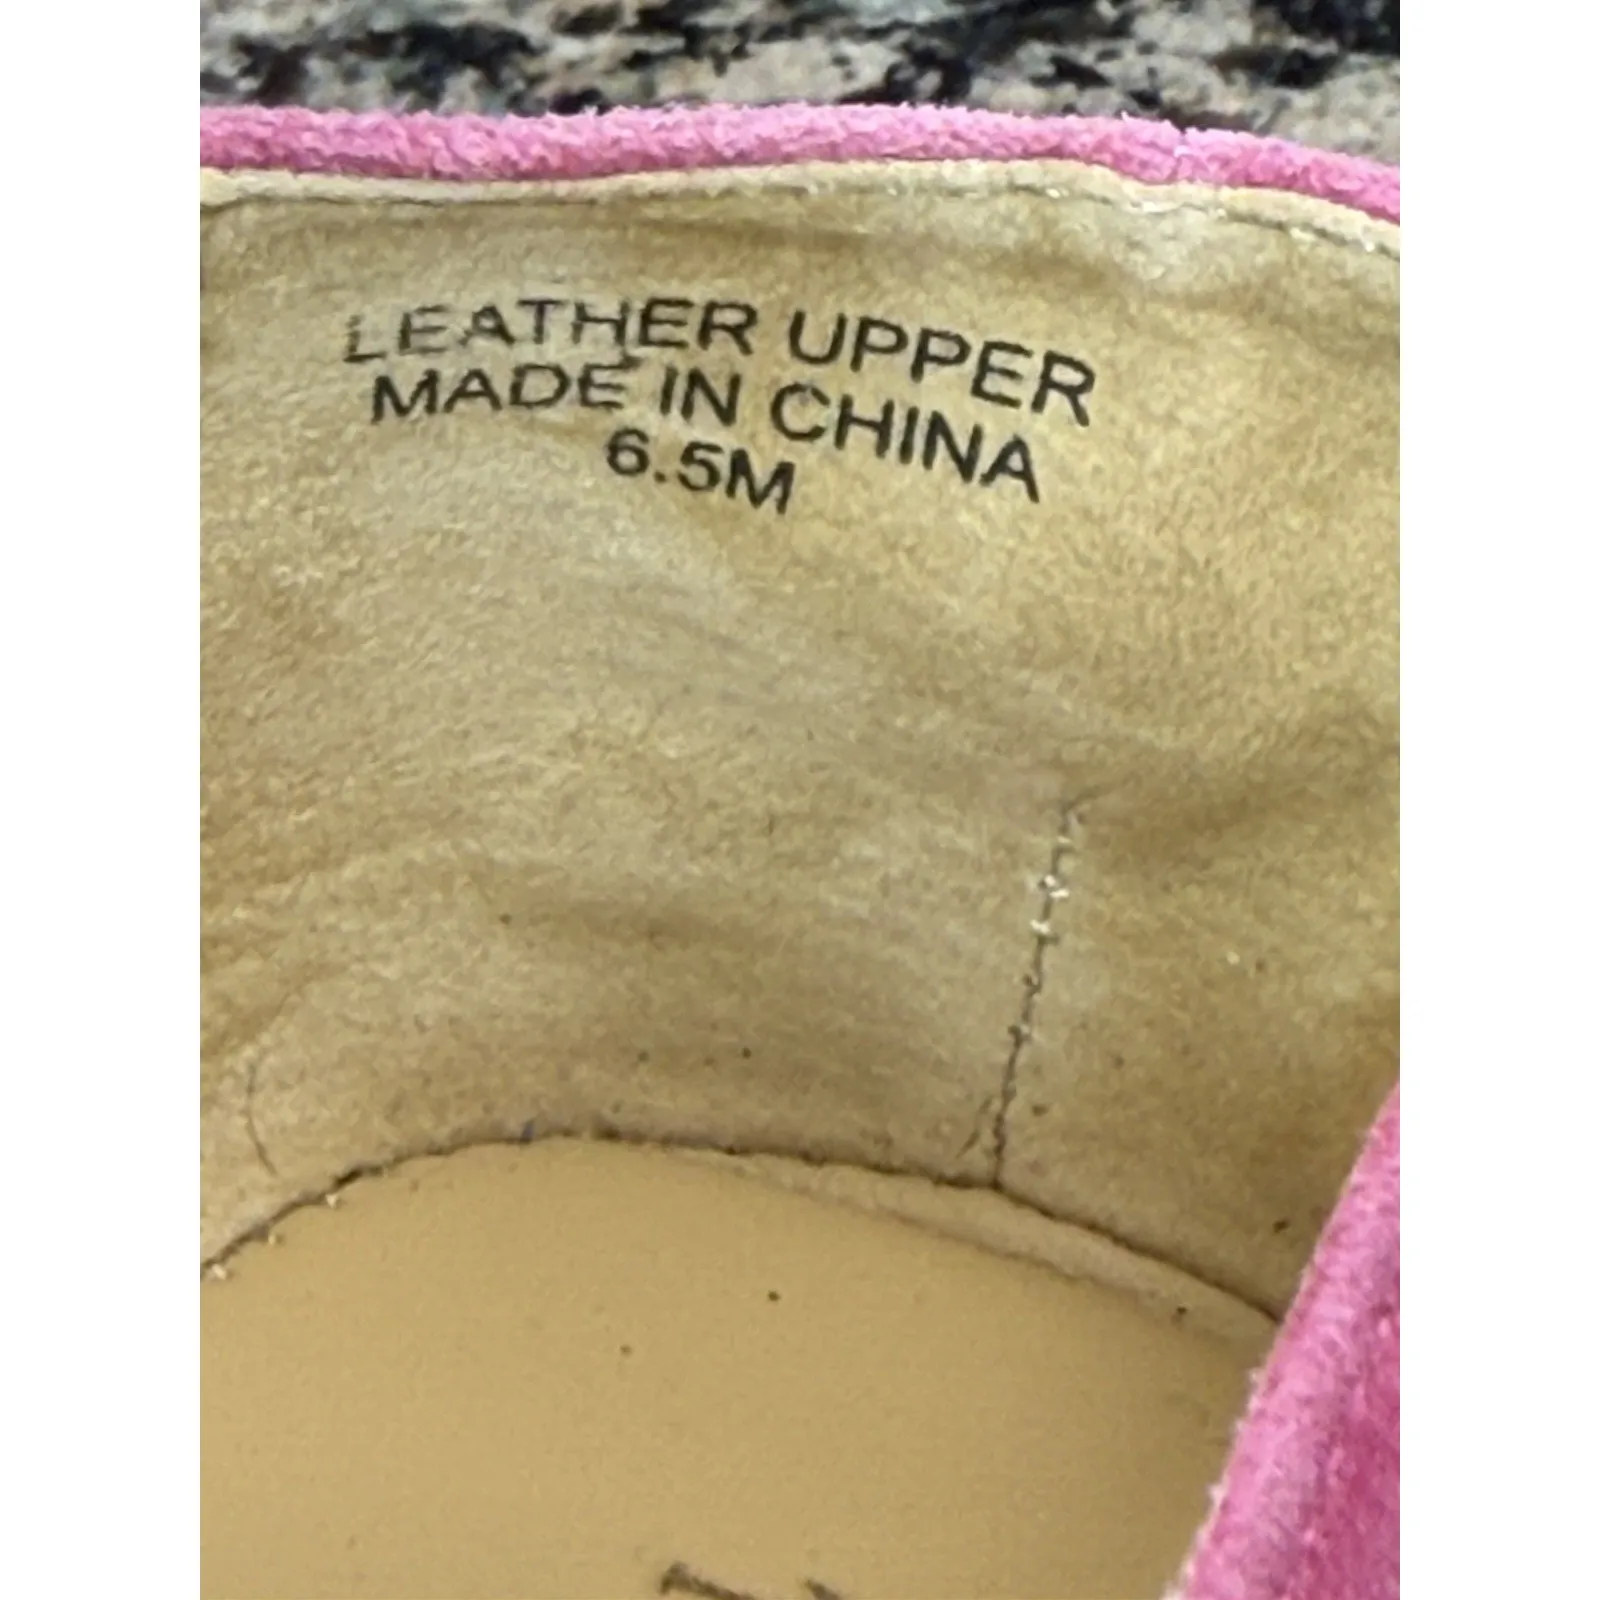 LEATHER UPPER
MADE IN CHINA
6.5M